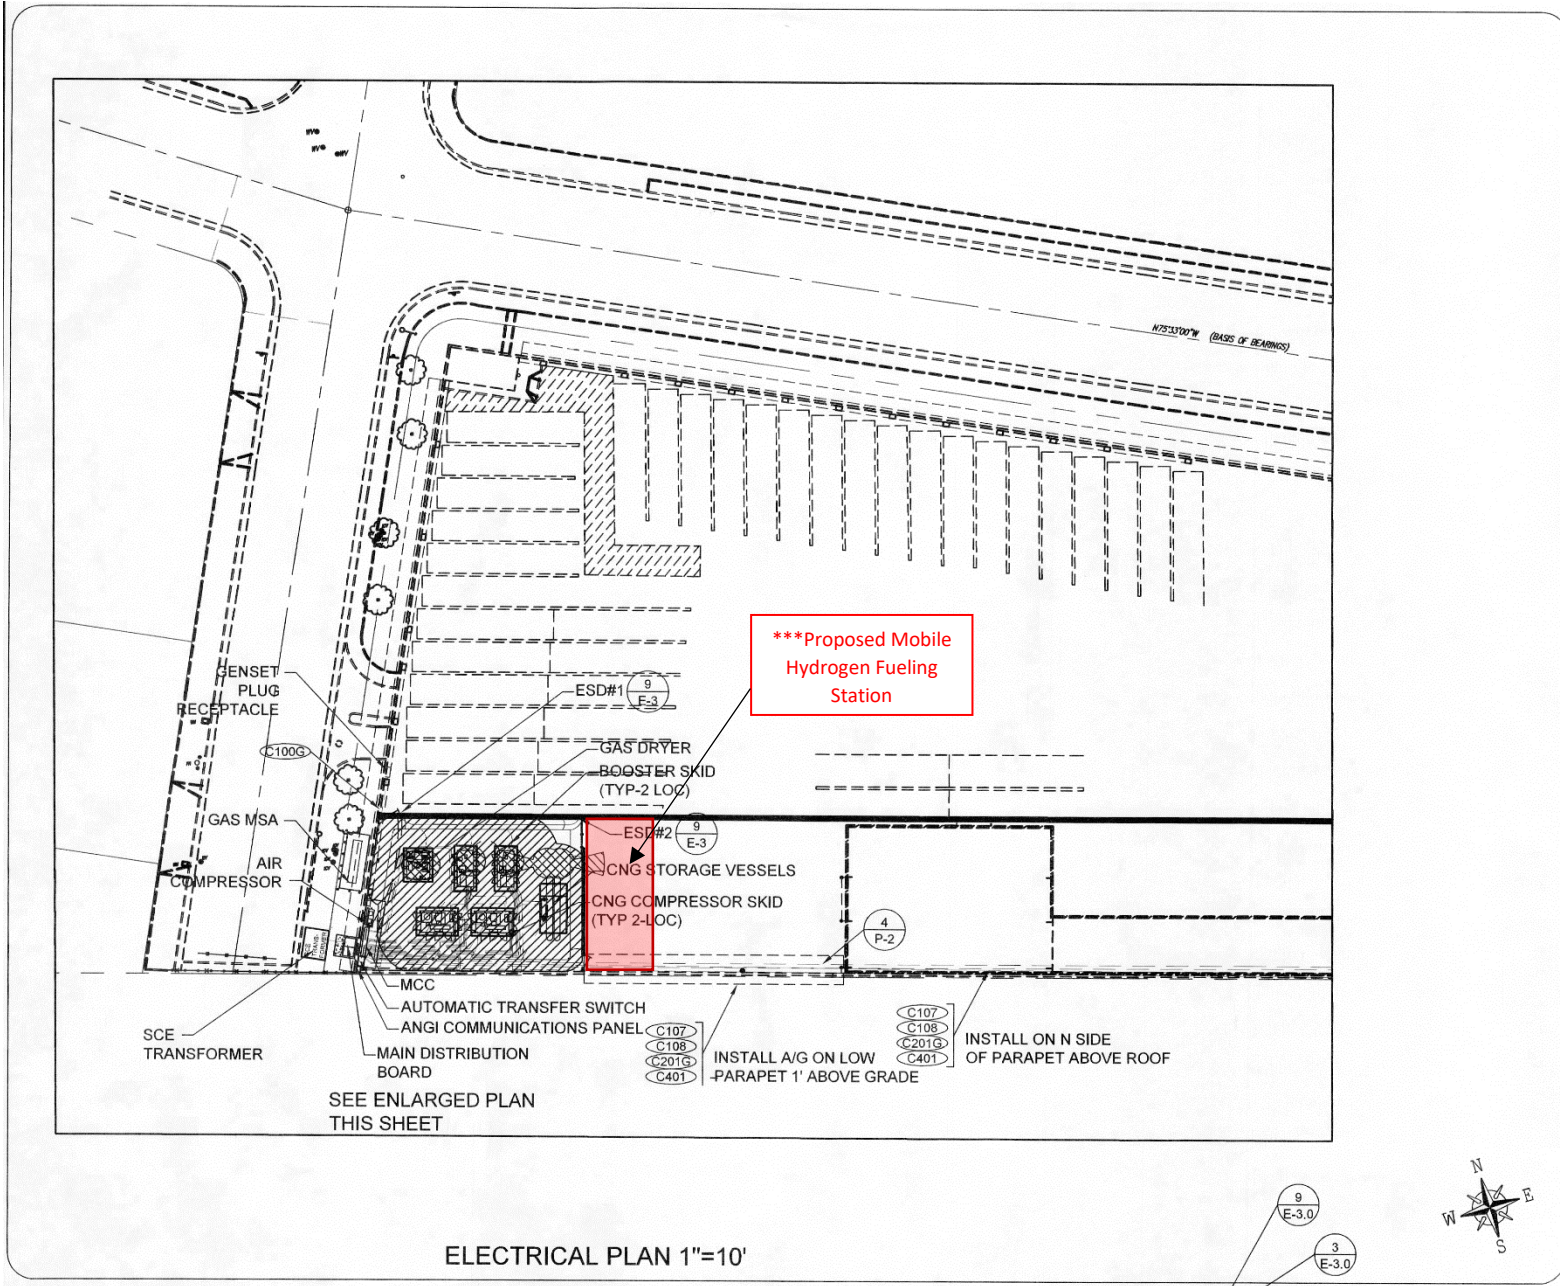 N75°33'00"W (BASIS OF BEARINGS)
***Proposed Mobile
Hydrogen Fueling
Station
GENSET
PLUG
RECEPTACLE
ESD#1
9
E-3
C100G
GAS DRYER
BOOSTER SKID
(TYP-2 LOC)
GAS MSA
ESD#2
9
E-3
AIR
COMPRESSOR
CNG STORAGE VESSELS
CNG COMPRESSOR SKID
(TYP 2-LOC)
4
P-2
MCC
AUTOMATIC TRANSFER SWITCH
ANGI COMMUNICATIONS PANEL
SCE
TRANSFORMER
MAIN DISTRIBUTION
BOARD
C107
C108
C201G
C401
INSTALL A/G ON LOW
PARAPET 1' ABOVE GRADE
C107
C108
C201G
C401
INSTALL ON N SIDE
OF PARAPET ABOVE ROOF
SEE ENLARGED PLAN
THIS SHEET
N
W E
S
9
E-3.0
3
E-3.0
ELECTRICAL PLAN 1"=10'